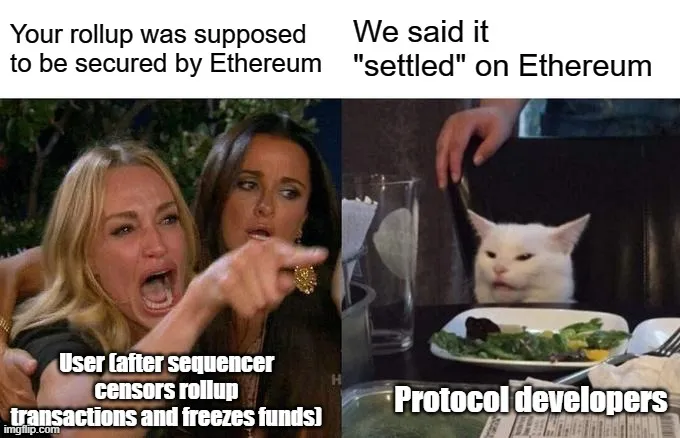 Your rollup was supposed
to be secured by Ethereum
We said it
"settled" on Ethereum
User (after sequencer
censors rollup
transactions and freezes funds)
Protocol developers
imgflip.com